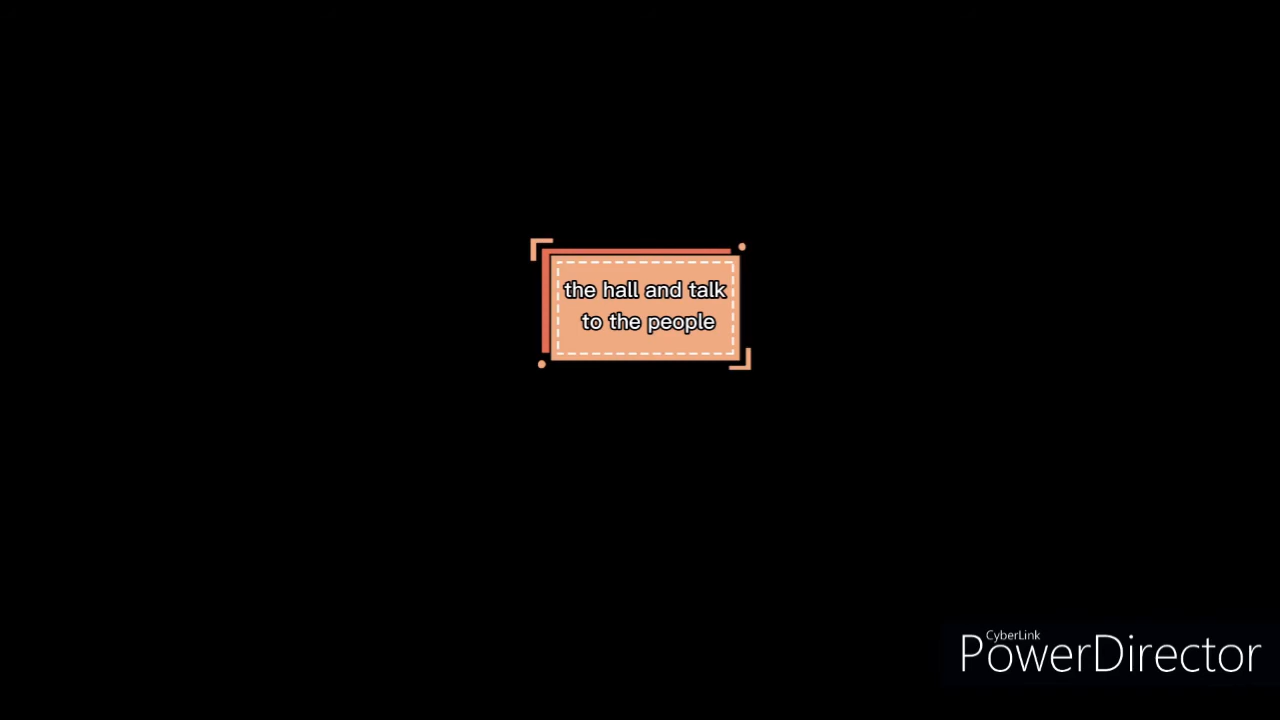 the hall and talk
to the people
CyberLink
PowerDirector